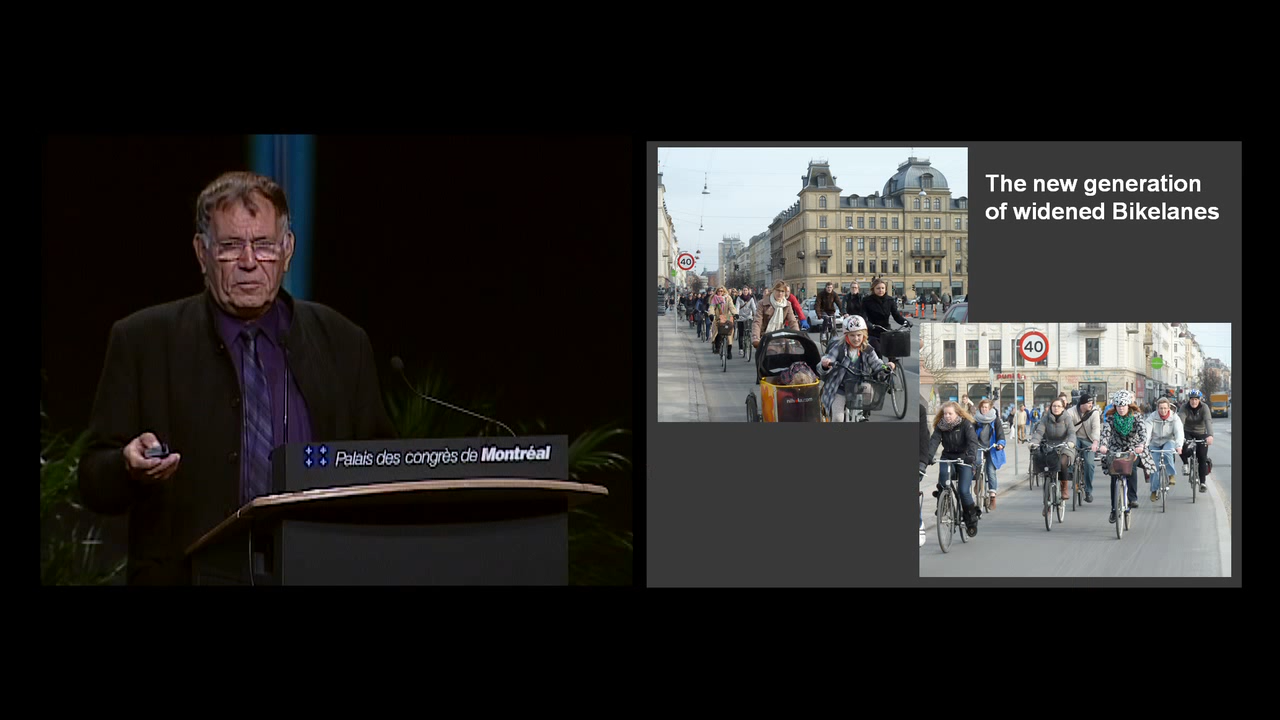 Palais des congrès de Montréal
The new generation
of widened Bikelanes
40
40